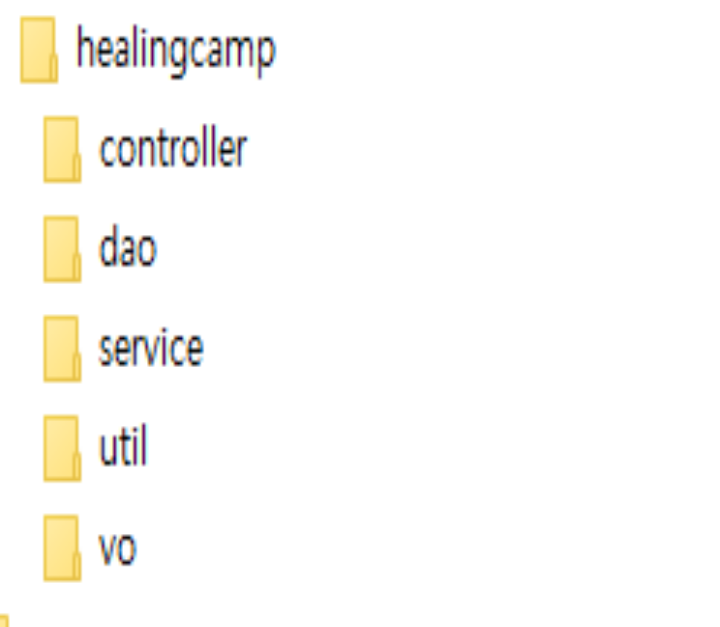 healingcamp
controller
dao
service
util
vo